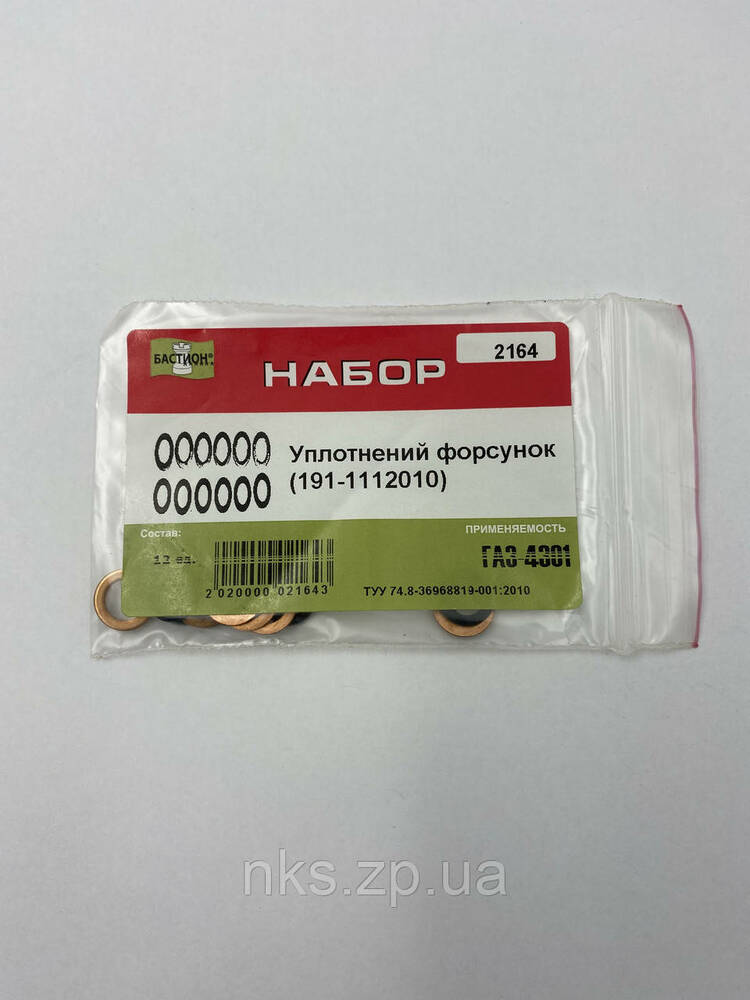 БАСТИОН®
НАБОР
2164
Уплотнений форсунок
(191-1112010)
Состав:
12 ед.
ПРИМЕНЯЕМОСТЬ
ГАЗ-4301
2 020000 021643
ТУУ 74.8-36968819-001:2010
nks.zp.ua